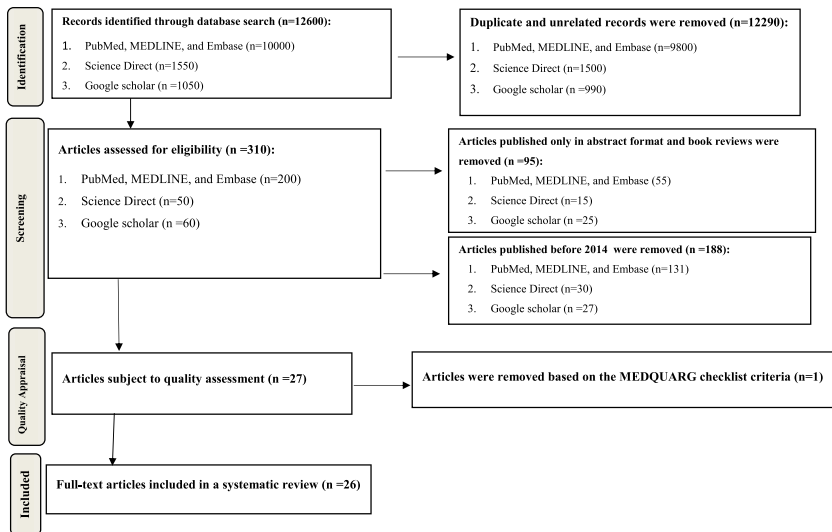 Identification
Records identified through database search (n=12600):
1. PubMed, MEDLINE, and Embase (n=10000)
2. Science Direct (n=1550)
3. Google scholar (n=1050)
Duplicate and unrelated records were removed (n=12290):
1. PubMed, MEDLINE, and Embase (n=9800)
2. Science Direct (n=1500)
3. Google scholar (n=990)
Screening
Articles assessed for eligibility (n =310):
1. PubMed, MEDLINE, and Embase (n=200)
2. Science Direct (n=50)
3. Google scholar (n =60)
Articles published only in abstract format and book reviews were
removed (n =95):
1. PubMed, MEDLINE, and Embase (55)
2. Science Direct (n=15)
3. Google scholar (n =25)
Articles published before 2014 were removed (n =188):
1. PubMed, MEDLINE, and Embase (n=131)
2. Science Direct (n=30)
3. Google scholar (n =27)
Quality Appraisal
Articles subject to quality assessment (n =27)
Articles were removed based on the MEDQUARG checklist criteria (n=1)
Included
Full-text articles included in a systematic review (n =26)